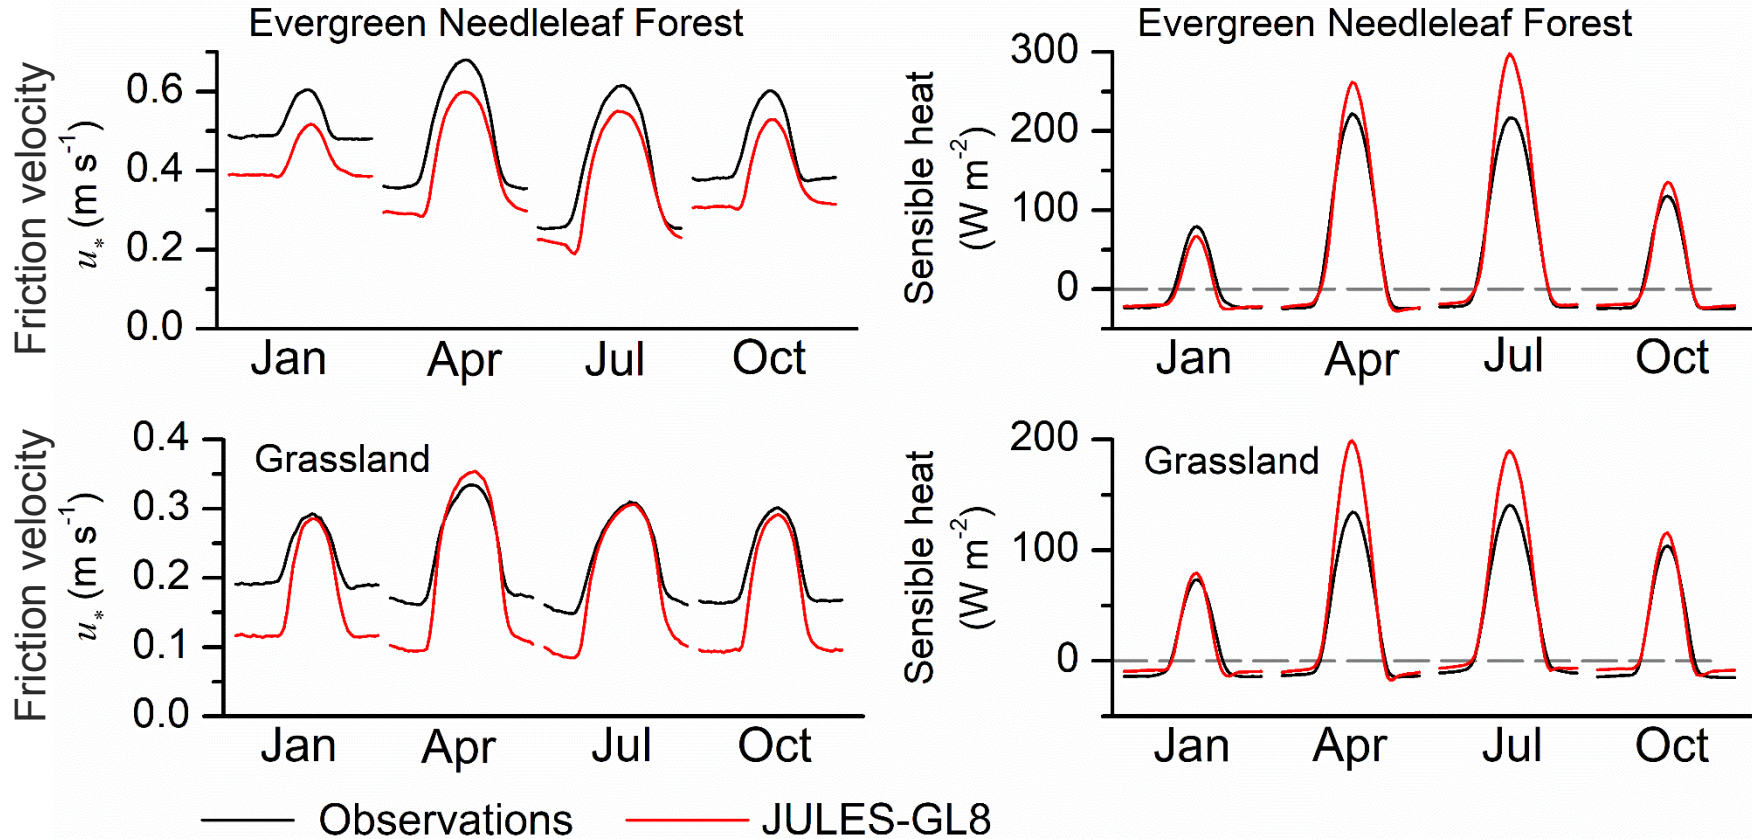 Evergreen Needleleaf Forest
Friction velocity
u* (m s-1)
0.6
0.4
0.2
0.0
Jan Apr Jul Oct
Evergreen Needleleaf Forest
Sensible heat
(W m-2)
300
200
100
0
Jan Apr Jul Oct
Grassland
Friction velocity
u* (m s-1)
0.4
0.3
0.2
0.1
0.0
Jan Apr Jul Oct
Grassland
Sensible heat
(W m-2)
200
100
0
Jan Apr Jul Oct
Observations JULES-GL8